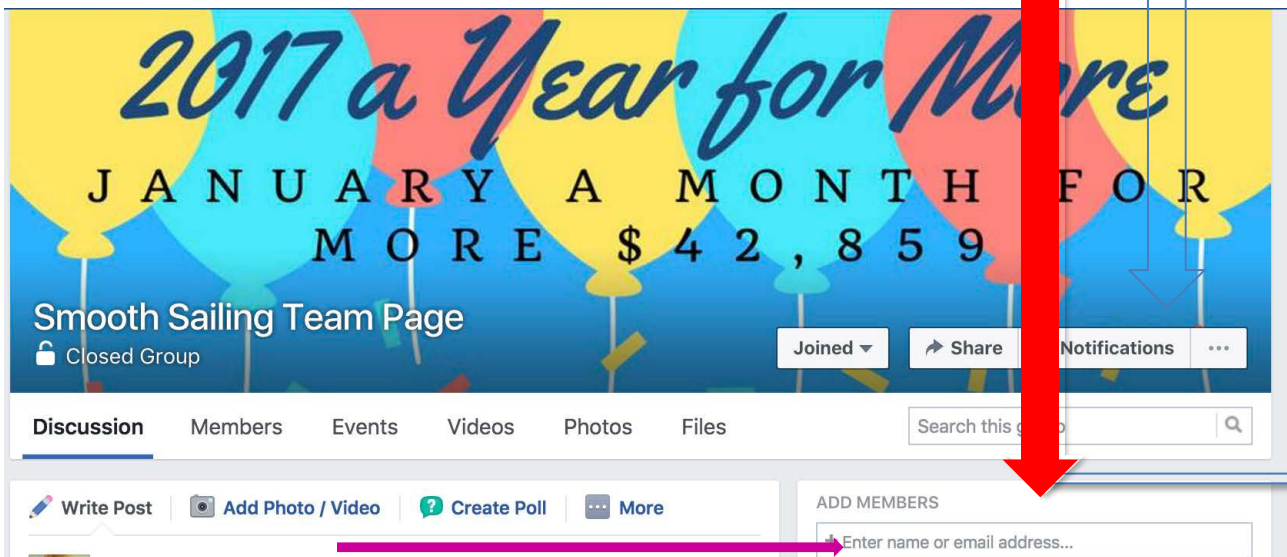 2017 a Year for More
JANUARY A MONTH FOR
MORE $42,859
Smooth Sailing Team Page
Closed Group
Joined Share Notifications
Discussion Members Events Videos Photos Files Search this
Write Post Add Photo / Video Create Poll More
ADD MEMBERS
Enter name or email address...